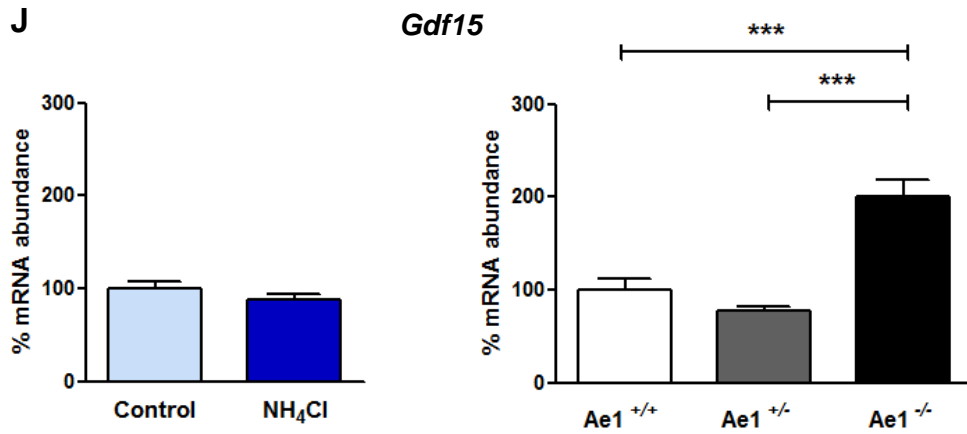 J
Gdf15
% mRNA abundance
300
200
100
0
Control
NH₄Cl
***
***
% mRNA abundance
300
200
100
0
Ae1 +/+
Ae1 +/-
Ae1 -/-